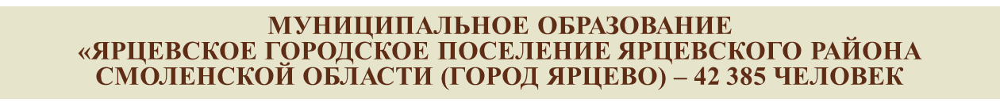 МУНИЦИПАЛЬНОЕ ОБРАЗОВАНИЕ
«ЯРЦЕВСКОЕ ГОРОДСКОЕ ПОСЕЛЕНИЕ ЯРЦЕВСКОГО РАЙОНА
СМОЛЕНСКОЙ ОБЛАСТИ (ГОРОД ЯРЦЕВО) – 42 385 ЧЕЛОВЕК